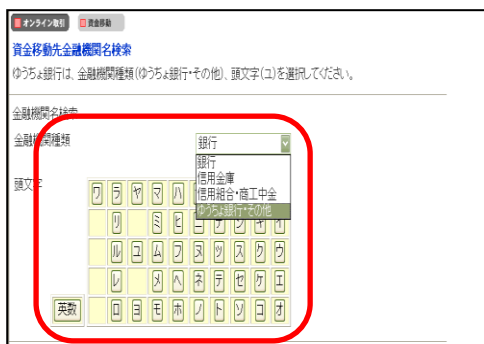 オンライン取引 資金移動
資金移動先金融機関名検索
ゆうちょ銀行は、金融機関種類(ゆうちょ銀行・その他)、頭文字(ユ)を選択してください。
金融機関名検索
金融機関種類 銀行
銀行
信用金庫
信用組合・商工中金
ゆうちょ銀行・その他
頭文字
ワ ラ ヤ マ ハ
リ ミ ヒ ニ チ シ キ イ
ル ユ ム フ ヌ ツ ス ク ウ
レ メ ヘ ネ テ セ ケ エ
英数 ロ ヨ モ ホ ノ ト ソ コ オ